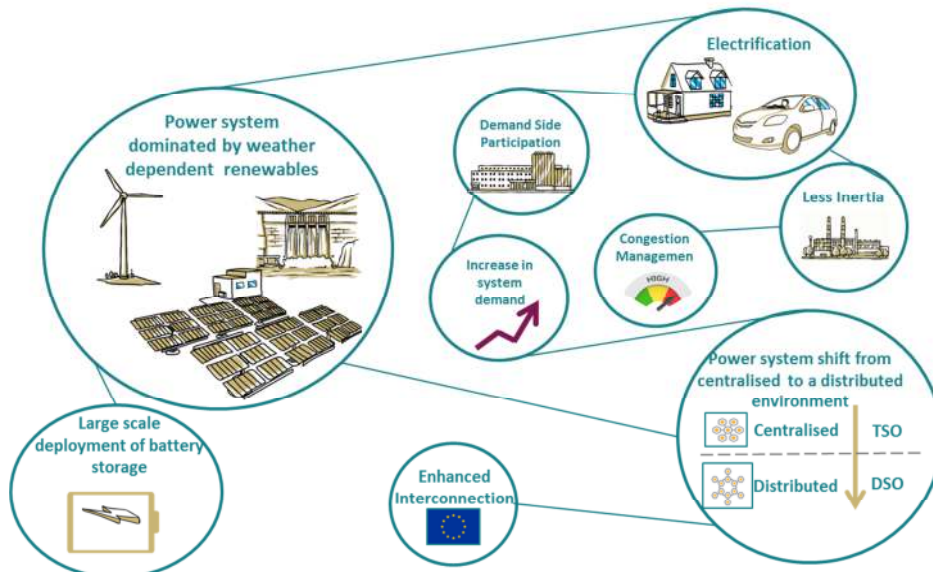 Electrification
Power system
dominated by weather
dependent renewables
Demand Side
Participation
Less Inertia
Congestion
Managemen
HIGH
Increase in
system
demand
Power system shift from
centralised to a distributed
environment
Centralised
TSO
Distributed
DSO
Large scale
deployment of battery
storage
Enhanced
Interconnection